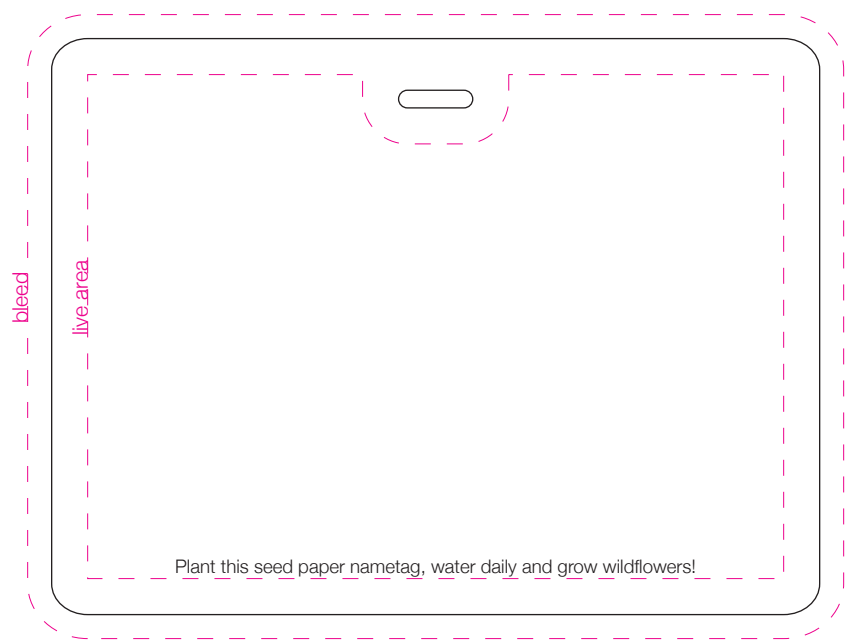 bleed
live area
Plant this seed paper nametag, water daily and grow wildflowers!